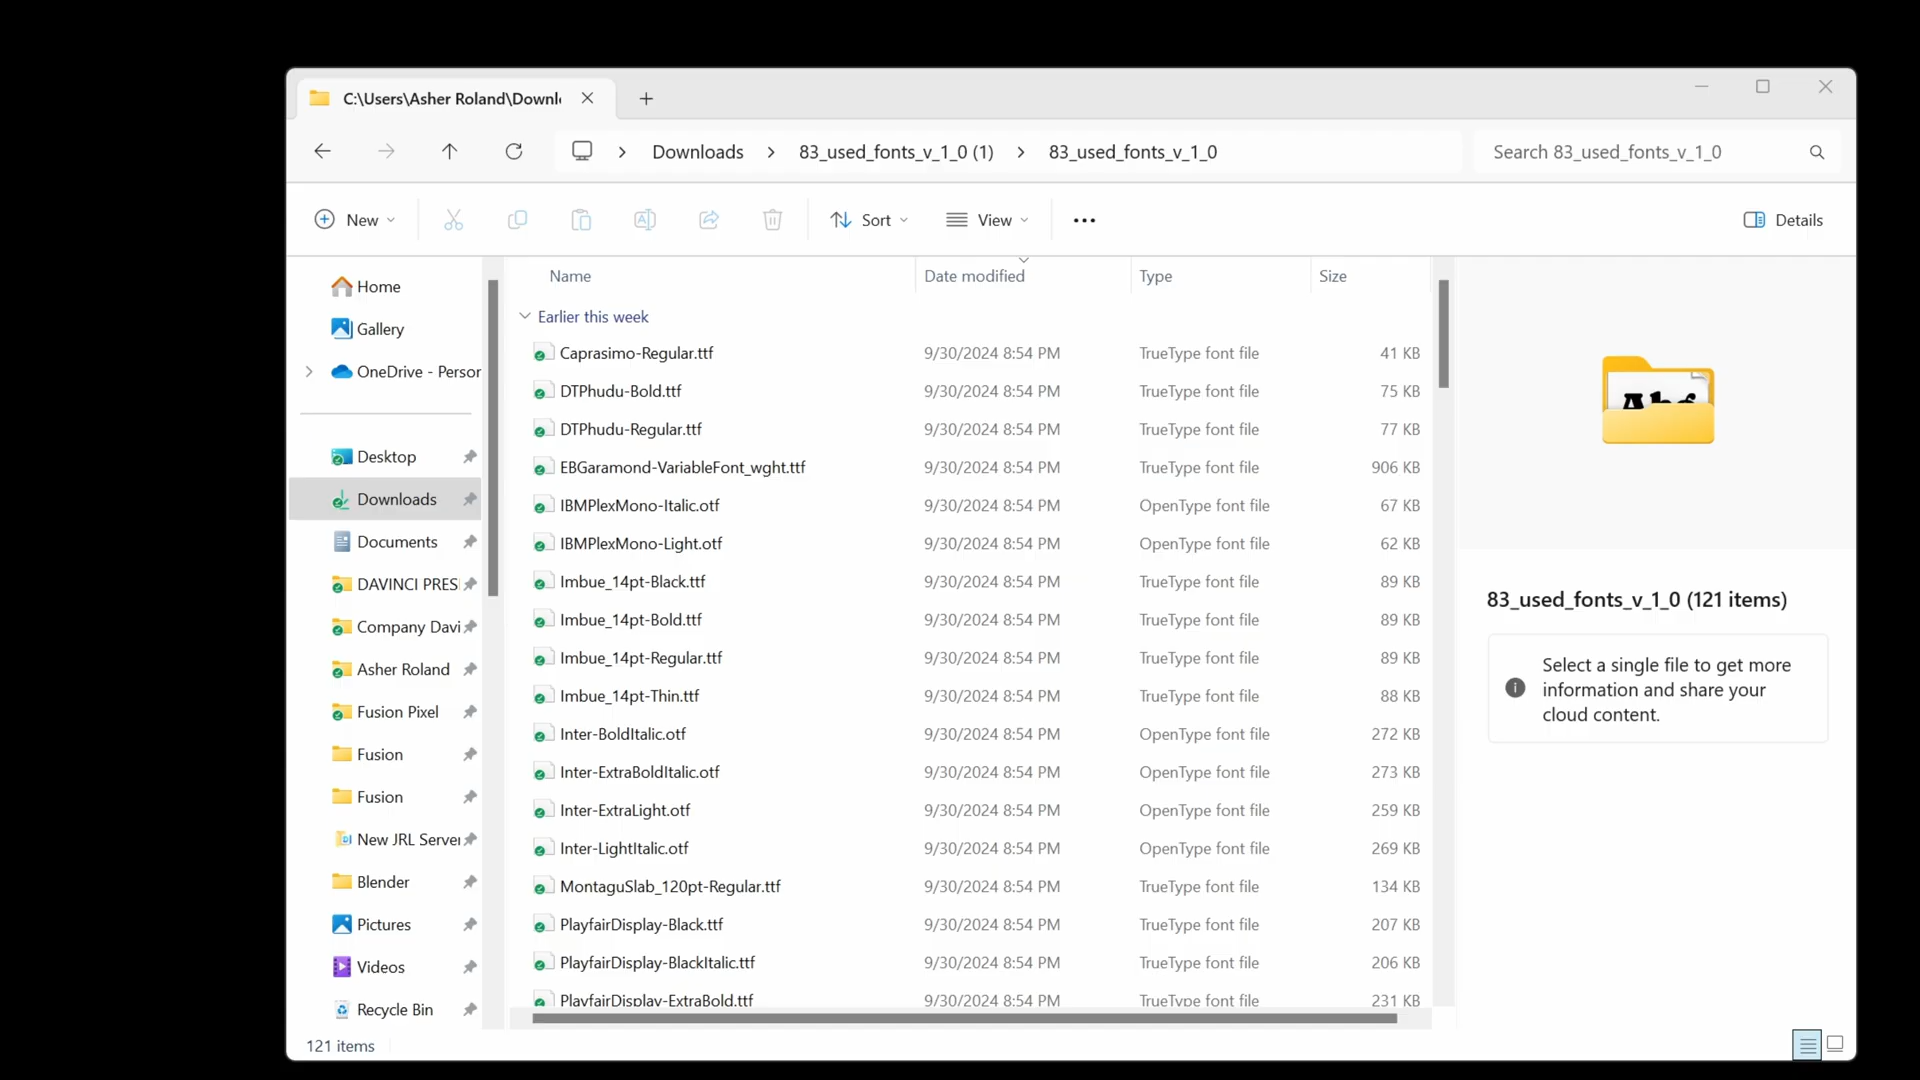 C:\Users\Asher Roland\Downl
Downloads > 83_used_fonts_v_1_0 (1) > 83_used_fonts_v_1_0
Search 83_used_fonts_v_1_0
New Sort View ••• Details
Home
Gallery
OneDrive - Person
Desktop
Downloads
Documents
DAVINCI PRES
Company Davi
Asher Roland
Fusion Pixel
Fusion
Fusion
New JRL Server
Blender
Pictures
Videos
Recycle Bin
Name Date modified Type Size
Earlier this week
Caprasimo-Regular.ttf 9/30/2024 8:54 PM TrueType font file 41 KB
DTPhudu-Bold.ttf 9/30/2024 8:54 PM TrueType font file 75 KB
DTPhudu-Regular.ttf 9/30/2024 8:54 PM TrueType font file 77 KB
EBGaramond-VariableFont_wght.ttf 9/30/2024 8:54 PM TrueType font file 906 KB
IBMPlexMono-Italic.otf 9/30/2024 8:54 PM OpenType font file 67 KB
IBMPlexMono-Light.otf 9/30/2024 8:54 PM OpenType font file 62 KB
Imbue_14pt-Black.ttf 9/30/2024 8:54 PM TrueType font file 89 KB
Imbue_14pt-Bold.ttf 9/30/2024 8:54 PM TrueType font file 89 KB
Imbue_14pt-Regular.ttf 9/30/2024 8:54 PM TrueType font file 89 KB
Imbue_14pt-Thin.ttf 9/30/2024 8:54 PM TrueType font file 88 KB
Inter-BoldItalic.otf 9/30/2024 8:54 PM OpenType font file 272 KB
Inter-ExtraBoldItalic.otf 9/30/2024 8:54 PM OpenType font file 273 KB
Inter-ExtraLight.otf 9/30/2024 8:54 PM OpenType font file 259 KB
Inter-LightItalic.otf 9/30/2024 8:54 PM OpenType font file 269 KB
MontaguSlab_120pt-Regular.ttf 9/30/2024 8:54 PM TrueType font file 134 KB
PlayfairDisplay-Black.ttf 9/30/2024 8:54 PM TrueType font file 207 KB
PlayfairDisplay-BlackItalic.ttf 9/30/2024 8:54 PM TrueType font file 206 KB
PlayfairDisplay-ExtraBold.ttf 9/30/2024 8:54 PM TrueType font file 231 KB
83_used_fonts_v_1_0 (121 items)
Select a single file to get more
information and share your
cloud content.
121 items